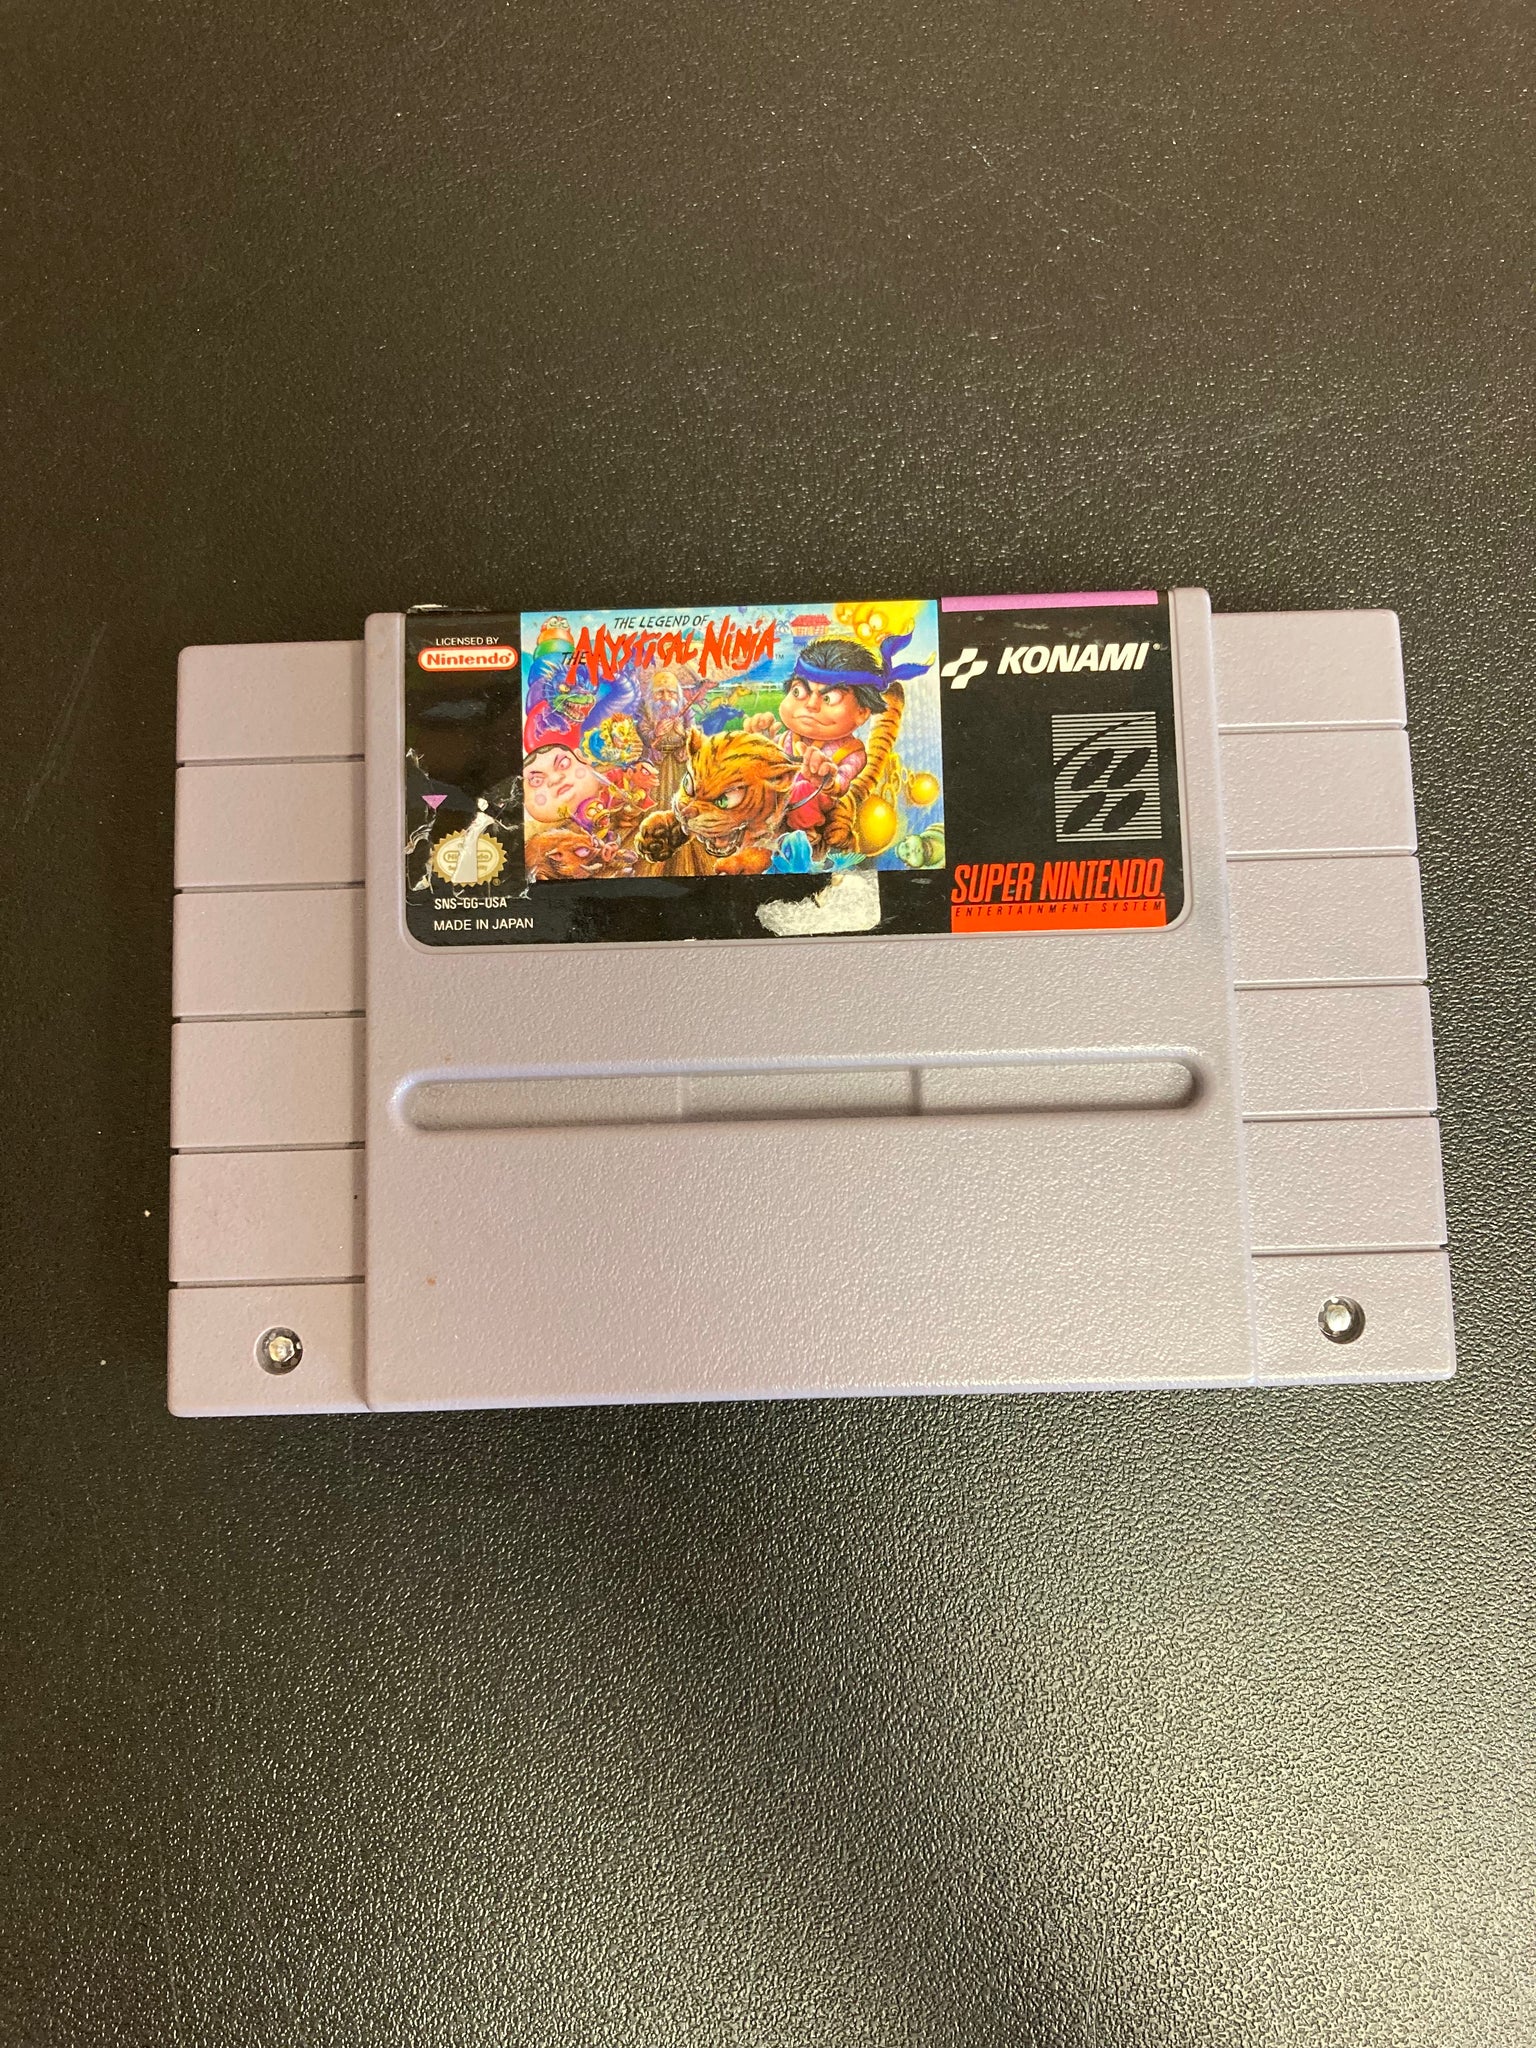 LICENSED BY
Nintendo®
THE LEGEND OF
THE MYSTICAL NINJA™
KONAMI®
SNS-GG-USA
MADE IN JAPAN
SUPER NINTENDO
ENTERTAINMENT SYSTEM